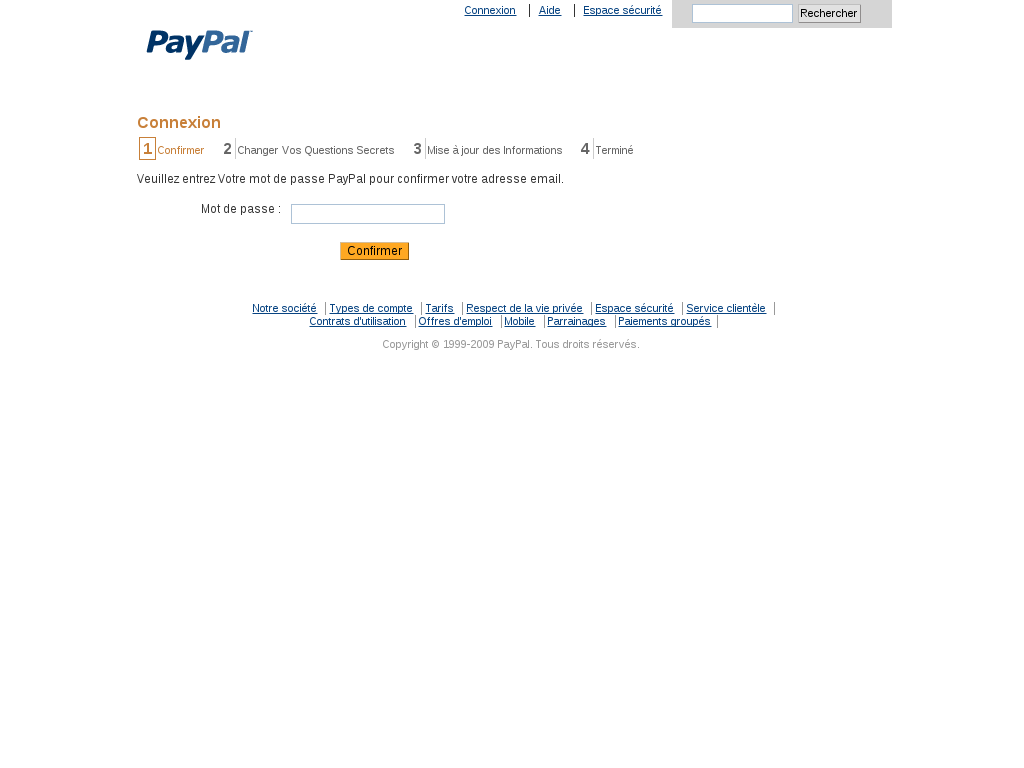 Connexion Aide Espace sécurité Rechercher
PayPal
Connexion
1 Confirmer 2 Changer Vos Questions Secrets 3 Mise à jour des Informations 4 Terminé
Veuillez entrez Votre mot de passe PayPal pour confirmer votre adresse email.
Mot de passe :
Confirmer
Notre société Types de compte Tarifs Respect de la vie privée Espace sécurité Service clientèle
Contrats d'utilisation Offres d'emploi Mobile Parrainages Paiements groupés
Copyright © 1999-2009 PayPal. Tous droits réservés.